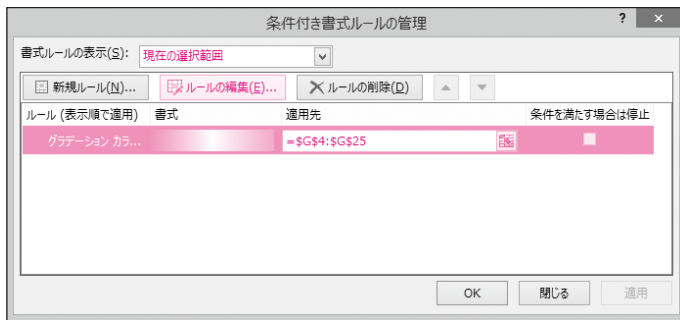 条件付き書式ルールの管理 ? ×
書式ルールの表示(S): 現在の選択範囲
新規ルール(N)... ルールの編集(E)... ルールの削除(D)
ルール (表示順で適用) 書式 適用先 条件を満たす場合は停止
グラデーション カラ... =$G$4:$G$25
OK 閉じる 適用